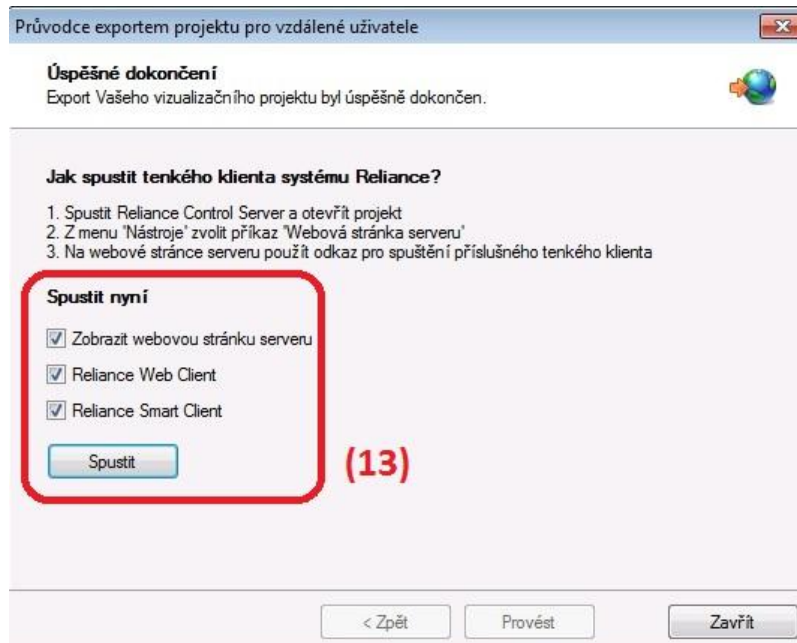 Průvodce exportem projektu pro vzdálené uživatele
Úspěšné dokončení
Export Vašeho vizualizačního projektu byl úspěšně dokončen.
Jak spustit tenkého klienta systému Reliance?
1. Spustit Reliance Control Server a otevřít projekt
2. Z menu 'Nástroje' zvolit příkaz 'Webová stránka serveru'
3. Na webové stránce serveru použít odkaz pro spuštění příslušného tenkého klienta
Spustit nyní
Zobrazit webovou stránku serveru
Reliance Web Client
Reliance Smart Client
Spustit
(13)
< Zpět
Provést
Zavřít